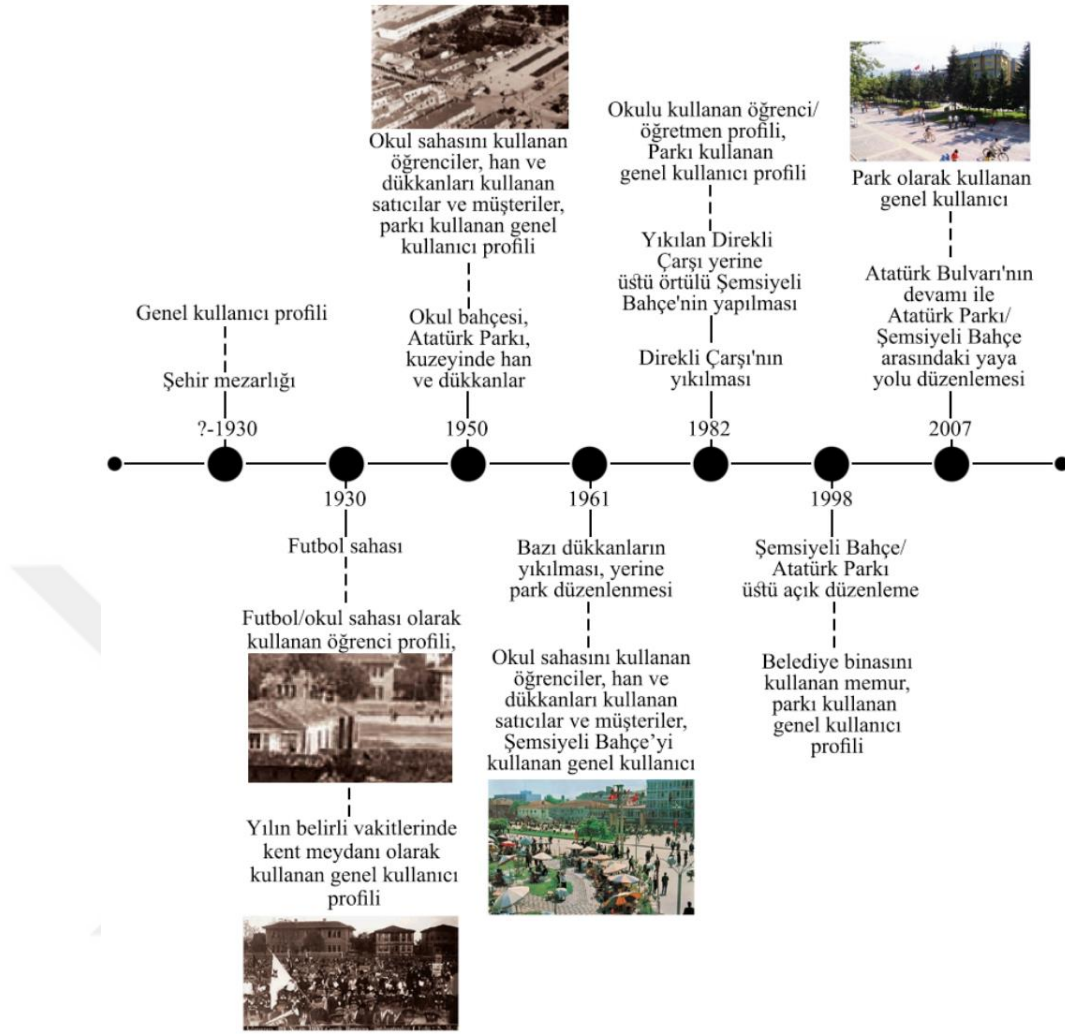 Okul sahasını kullanan
öğrenciler, han ve
dükkanları kullanan
satıcılar ve müşteriler,
parkı kullanan genel
kullanıcı profili
Okul bahçesi,
Atatürk Parkı,
kuzeyinde han
ve dükkanlar
1950
Genel kullanıcı profili
Şehir mezarlığı
?-1930
Okulu kullanan öğrenci/
öğretmen profili,
Parkı kullanan
genel kullanıcı profili
Yıkılan Direkli
Çarşı yerine
üstü örtülü Şemsiyeli
Bahçe'nin yapılması
Direkli Çarşı'nın
yıkılması
1982
Park olarak kullanan
genel kullanıcı
Atatürk Bulvarı'nın
devamı ile
Atatürk Parkı/
Şemsiyeli Bahçe
arasındaki yaya
yolu düzenlemesi
2007
1930
Futbol sahası
Futbol/okul sahası olarak
kullanan öğrenci profili,
Yılın belirli vakitlerinde
kent meydanı olarak
kullanan genel kullanıcı
profili
1961
Bazı dükkanların
yıkılması, yerine
park düzenlenmesi
Okul sahasını kullanan
öğrenciler, han ve
dükkanları kullanan
satıcılar ve müşteriler,
Şemsiyeli Bahçe’yi
kullanan genel kullanıcı
1998
Şemsiyeli Bahçe/
Atatürk Parkı
üstü açık düzenleme
Belediye binasını
kullanan memur,
parkı kullanan
genel kullanıcı
profili